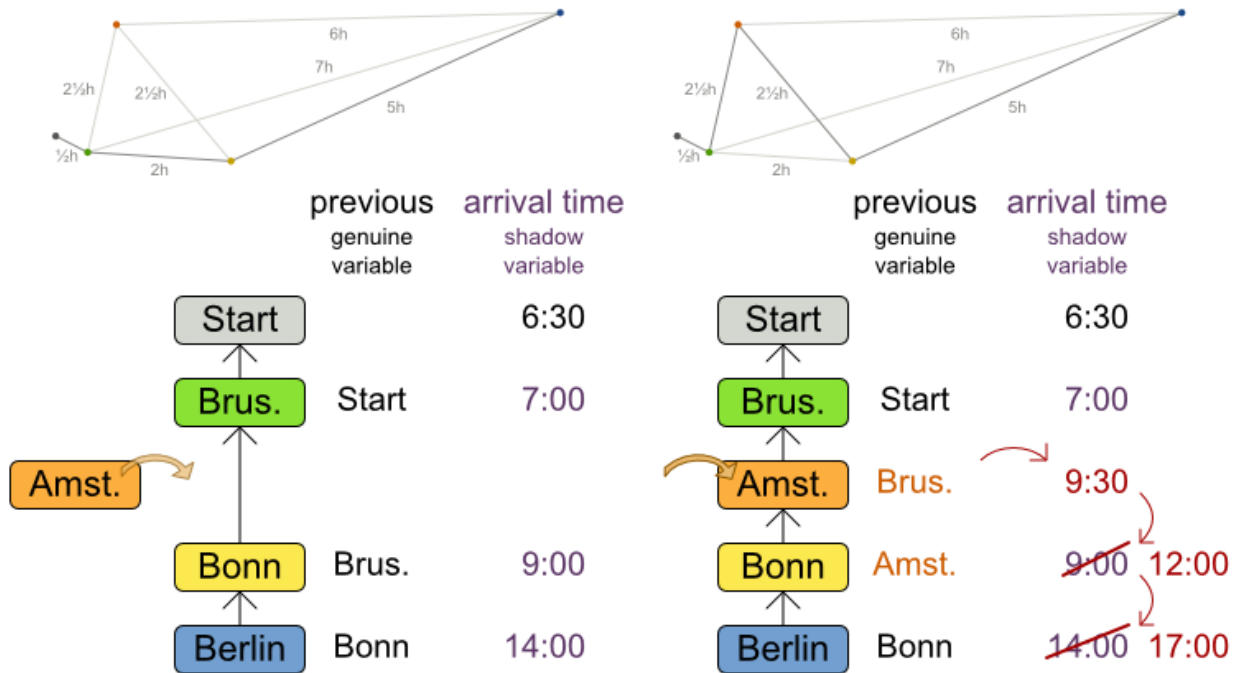 6h
7h
2½h
2½h
5h
½h
2h
previous arrival time
genuine shadow
variable variable
Start 6:30
Brus. Start 7:00
Amst.
Bonn Brus. 9:00
Berlin Bonn 14:00
6h
7h
2½h
2½h
5h
½h
2h
previous arrival time
genuine shadow
variable variable
Start 6:30
Brus. Start 7:00
Amst. Brus. 9:30
Bonn Amst. 9:00 12:00
Berlin Bonn 14:00 17:00